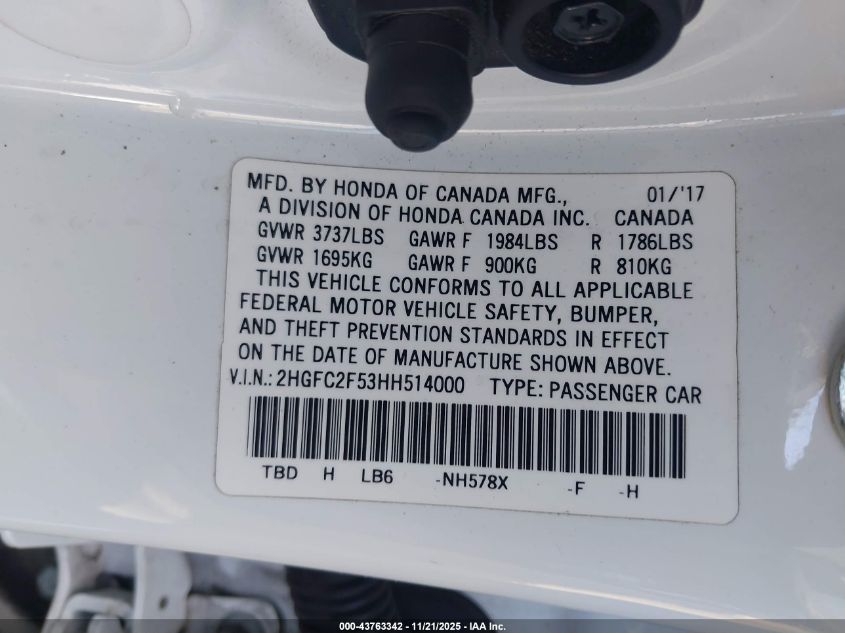 MFD. BY HONDA OF CANADA MFG., 01/'17
A DIVISION OF HONDA CANADA INC. CANADA
GVWR 3737LBS GAWR F 1984LBS R 1786LBS
GVWR 1695KG GAWR F 900KG R 810KG
THIS VEHICLE CONFORMS TO ALL APPLICABLE
FEDERAL MOTOR VEHICLE SAFETY, BUMPER,
AND THEFT PREVENTION STANDARDS IN EFFECT
ON THE DATE OF MANUFACTURE SHOWN ABOVE.
V.I.N.: 2HGFC2F53HH514000 TYPE: PASSENGER CAR
TBD H LB6 -NH578X -F -H
000-43763342 - 11/21/2025 - IAA Inc.